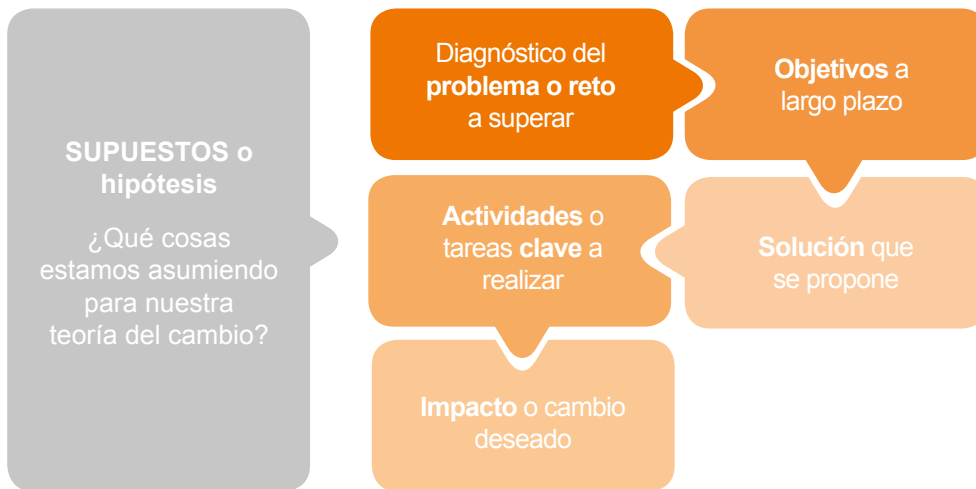 SUPUESTOS o
hipótesis
¿Qué cosas
estamos asumiendo
para nuestra
teoría del cambio?
Diagnóstico del
problema o reto
a superar
Objetivos a
largo plazo
Solución que
se propone
Actividades o
tareas clave a
realizar
Impacto o cambio
deseado